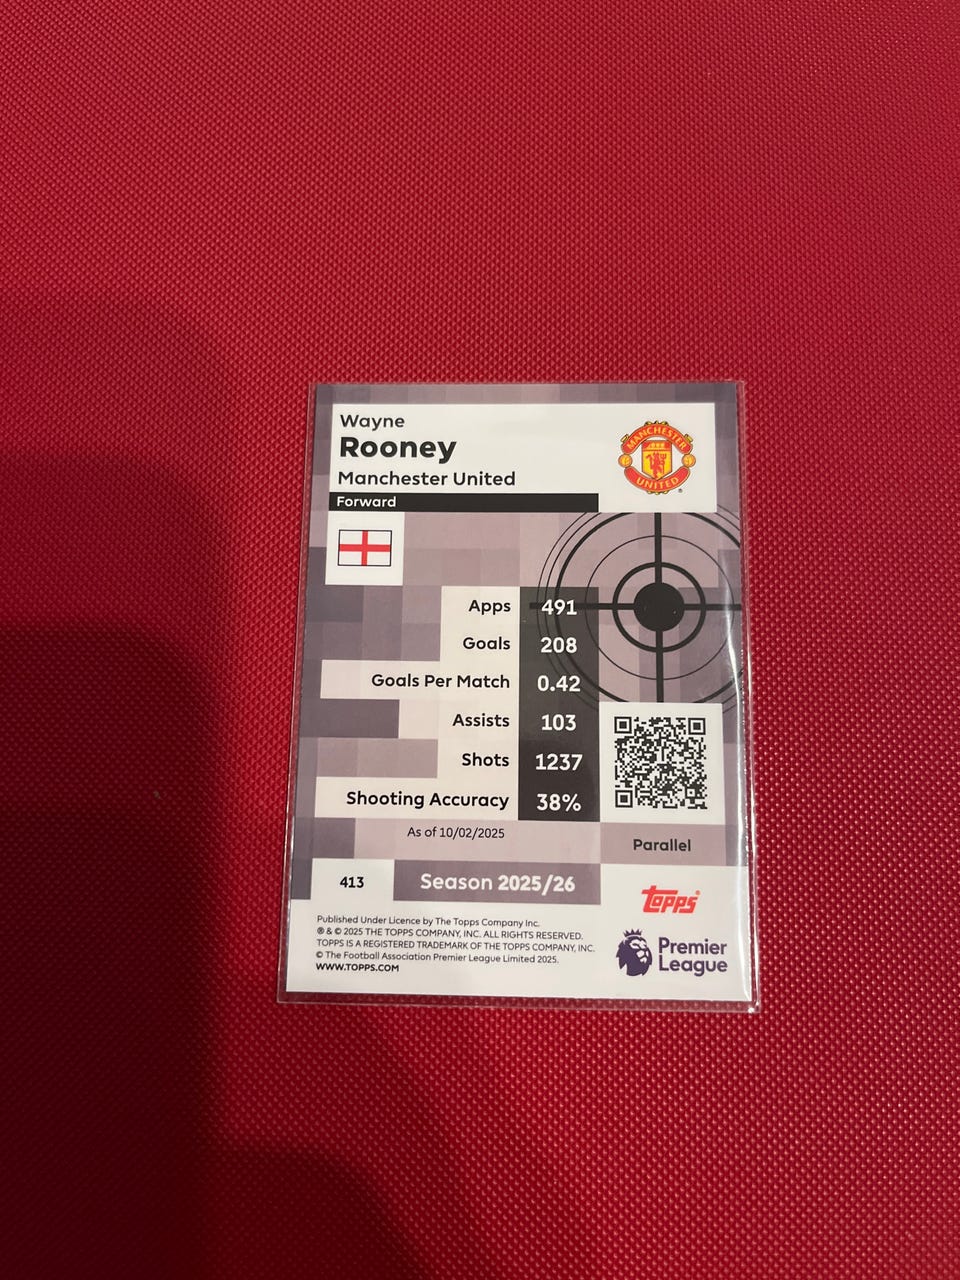 Wayne
Rooney
Manchester United
Forward
MANCHESTER
UNITED
®
Apps 491
Goals 208
Goals Per Match 0.42
Assists 103
Shots 1237
Shooting Accuracy 38%
As of 10/02/2025
Parallel
413
Season 2025/26
Topps®
Published Under Licence by The Topps Company Inc.
® & © 2025 THE TOPPS COMPANY, INC. ALL RIGHTS RESERVED.
TOPPS IS A REGISTERED TRADEMARK OF THE TOPPS COMPANY, INC.
© The Football Association Premier League Limited 2025.
WWW.TOPPS.COM
Premier
League